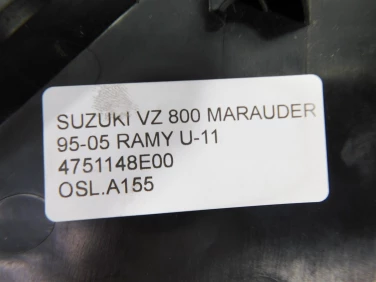 SUZUKI VZ 800 MARAUDER
95-05 RAMY U-11
4751148E00
OSL.A155